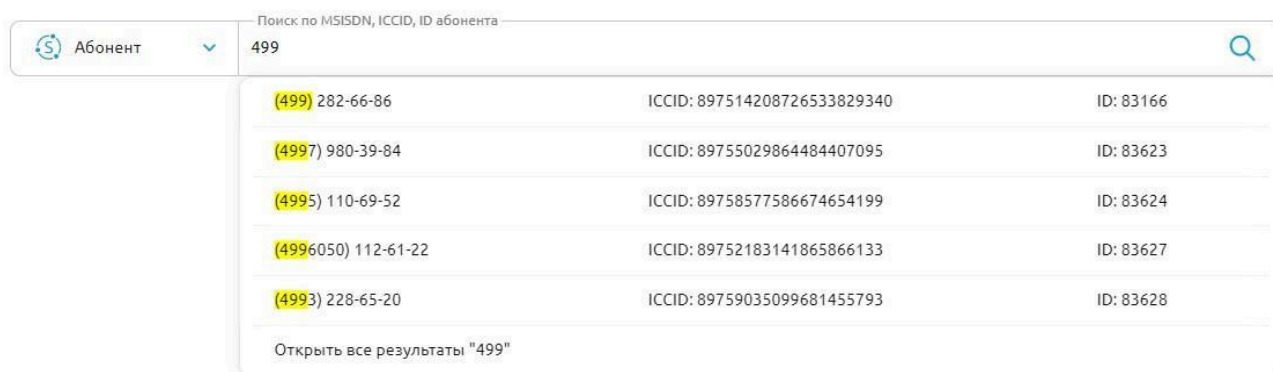 Поиск по MSISDN, ICCID, ID абонента
Абонент 499
(499) 282-66-86 ICCID: 897514208726533829340 ID: 83166
(4997) 980-39-84 ICCID: 89755029864484407095 ID: 83623
(4995) 110-69-52 ICCID: 89758577586674654199 ID: 83624
(4996050) 112-61-22 ICCID: 89752183141865866133 ID: 83627
(4993) 228-65-20 ICCID: 89759035099681455793 ID: 83628
Открыть все результаты "499"